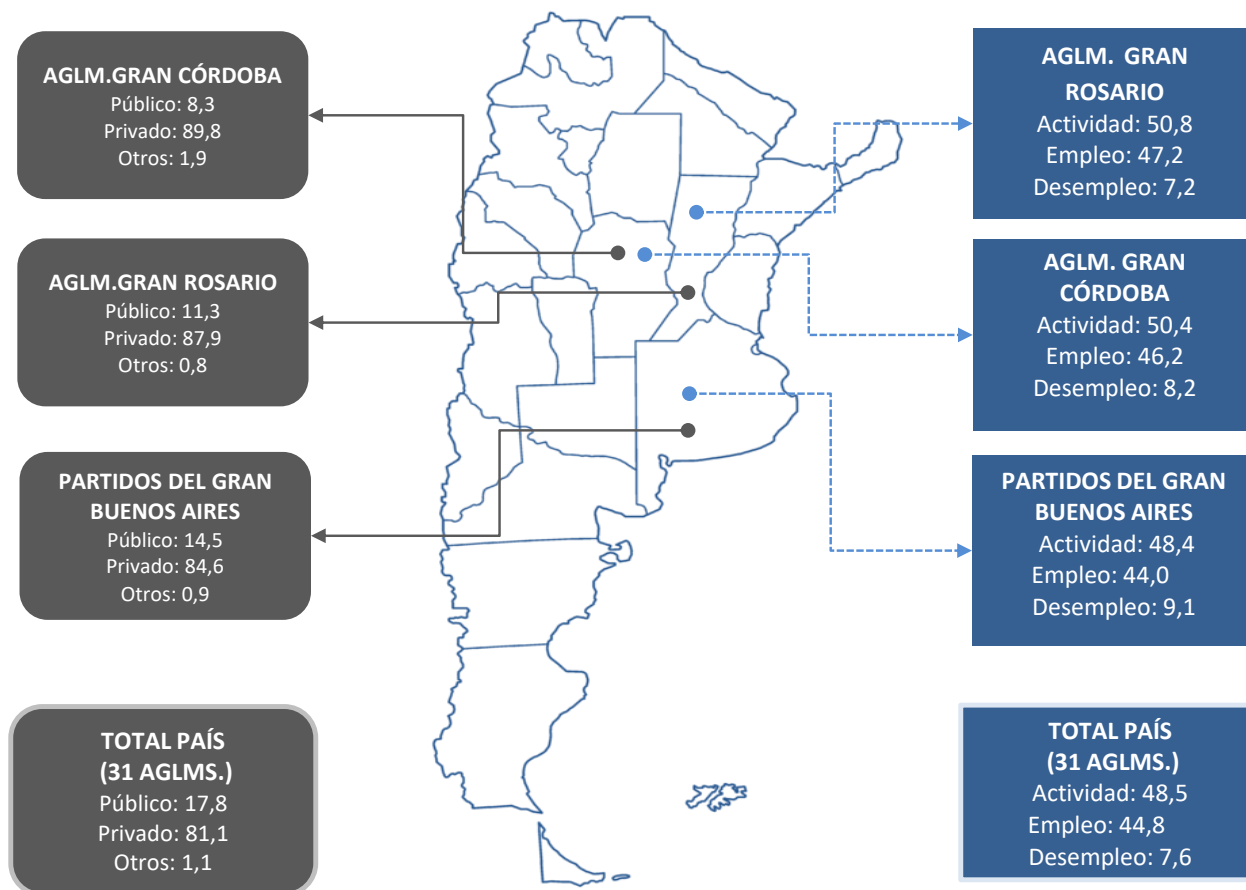 AGLM.GRAN CÓRDOBA
Público: 8,3
Privado: 89,8
Otros: 1,9
AGLM.GRAN ROSARIO
Público: 11,3
Privado: 87,9
Otros: 0,8
PARTIDOS DEL GRAN
BUENOS AIRES
Público: 14,5
Privado: 84,6
Otros: 0,9
TOTAL PAÍS
(31 AGLMS.)
Público: 17,8
Privado: 81,1
Otros: 1,1
AGLM. GRAN
ROSARIO
Actividad: 50,8
Empleo: 47,2
Desempleo: 7,2
AGLM. GRAN
CÓRDOBA
Actividad: 50,4
Empleo: 46,2
Desempleo: 8,2
PARTIDOS DEL GRAN
BUENOS AIRES
Actividad: 48,4
Empleo: 44,0
Desempleo: 9,1
TOTAL PAÍS
(31 AGLMS.)
Actividad: 48,5
Empleo: 44,8
Desempleo: 7,6